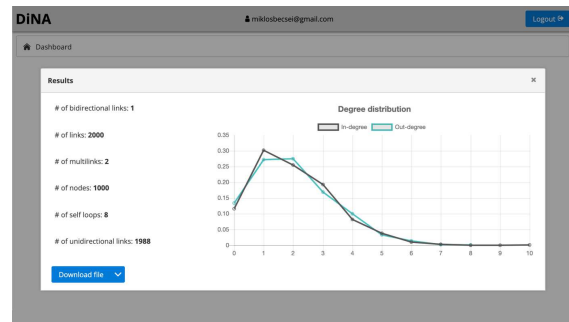 DiNA
miklosbecsei@gmail.com
Logout
Dashboard
Results
×
# of bidirectional links: 1
# of links: 2000
# of multilinks: 2
# of nodes: 1000
# of self loops: 8
# of unidirectional links: 1988
Download file
Degree distribution
In-degree Out-degree
0.35
0.30
0.25
0.20
0.15
0.10
0.05
0
0 1 2 3 4 5 6 7 8 9 10